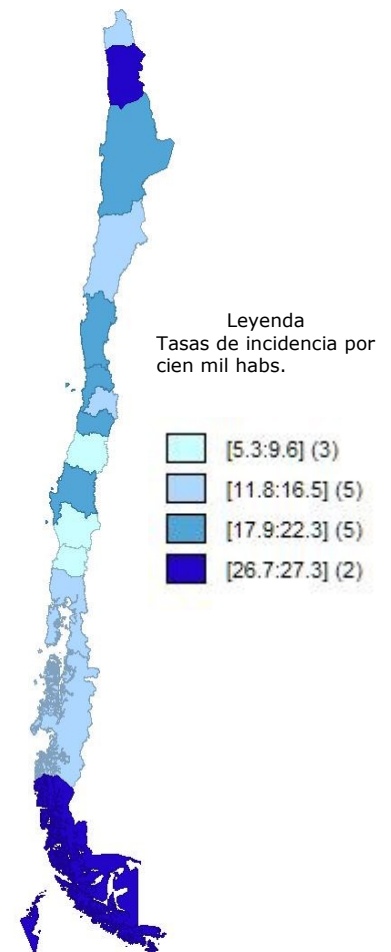 Leyenda
Tasas de incidencia por
cien mil habs.
[5.3:9.6] (3)
[11.8:16.5] (5)
[17.9:22.3] (5)
[26.7:27.3] (2)